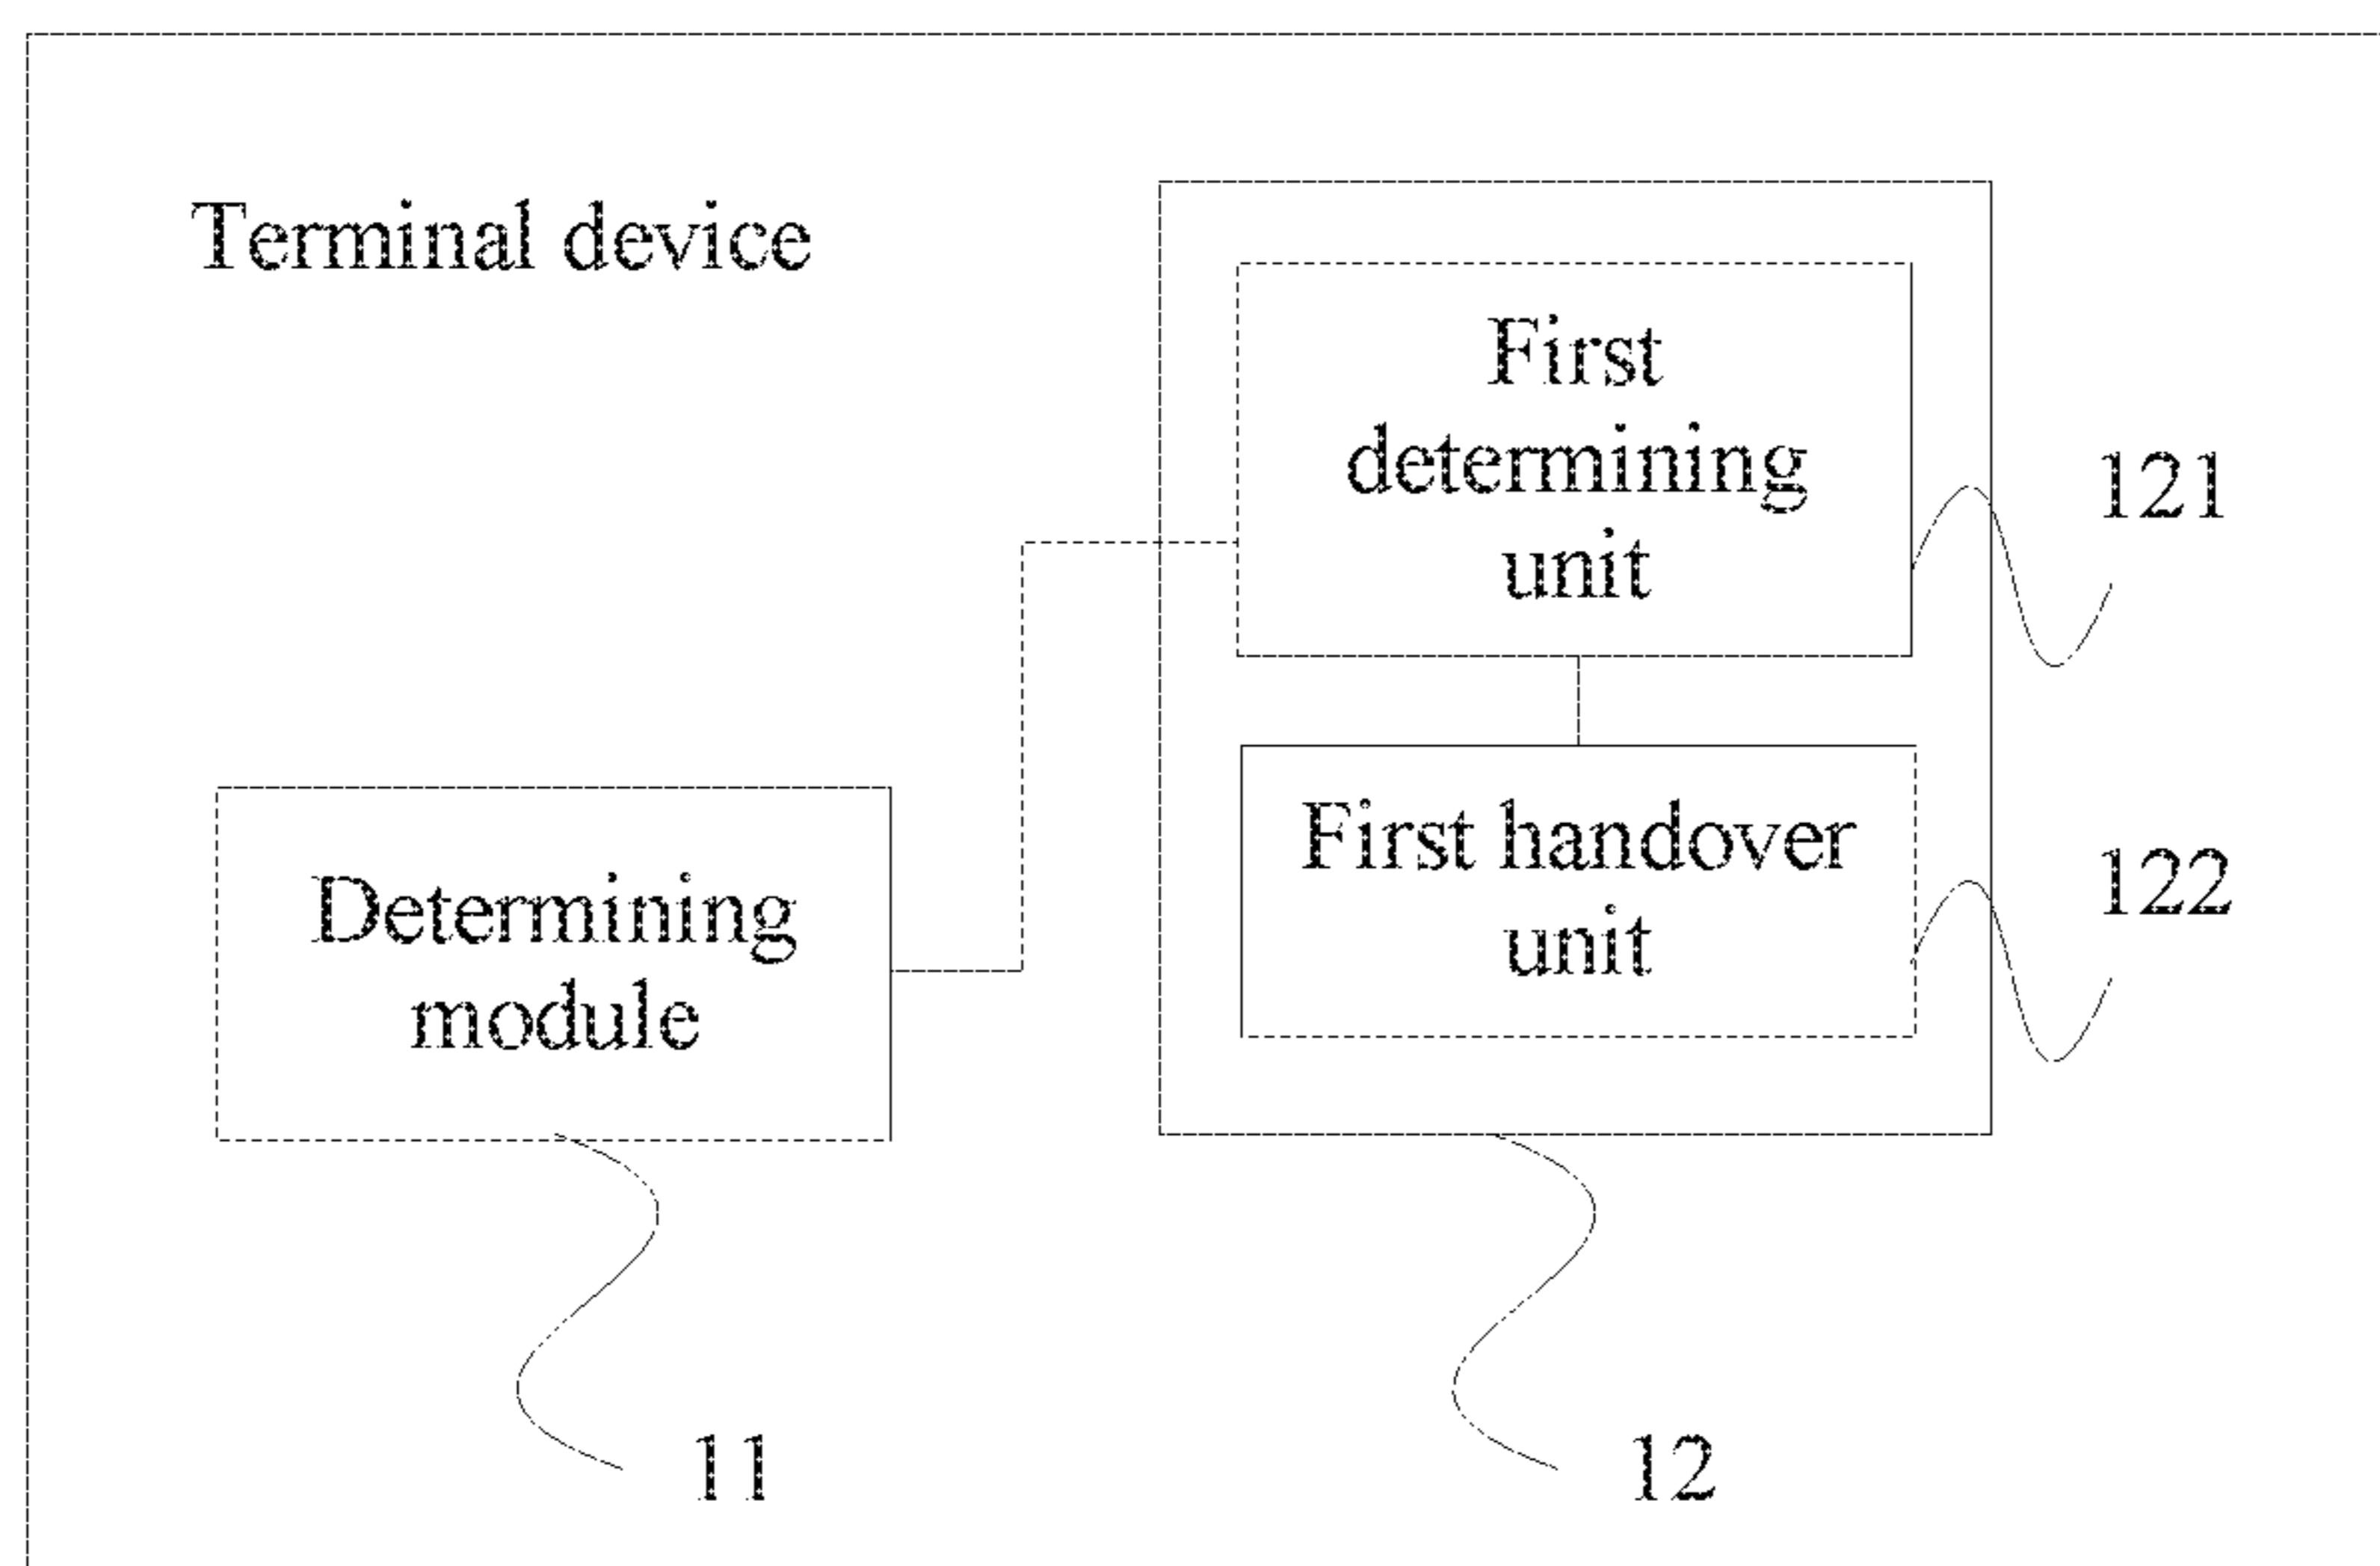 Terminal device
First
determining
unit
121
First handover
unit
122
Determining
module
11
12